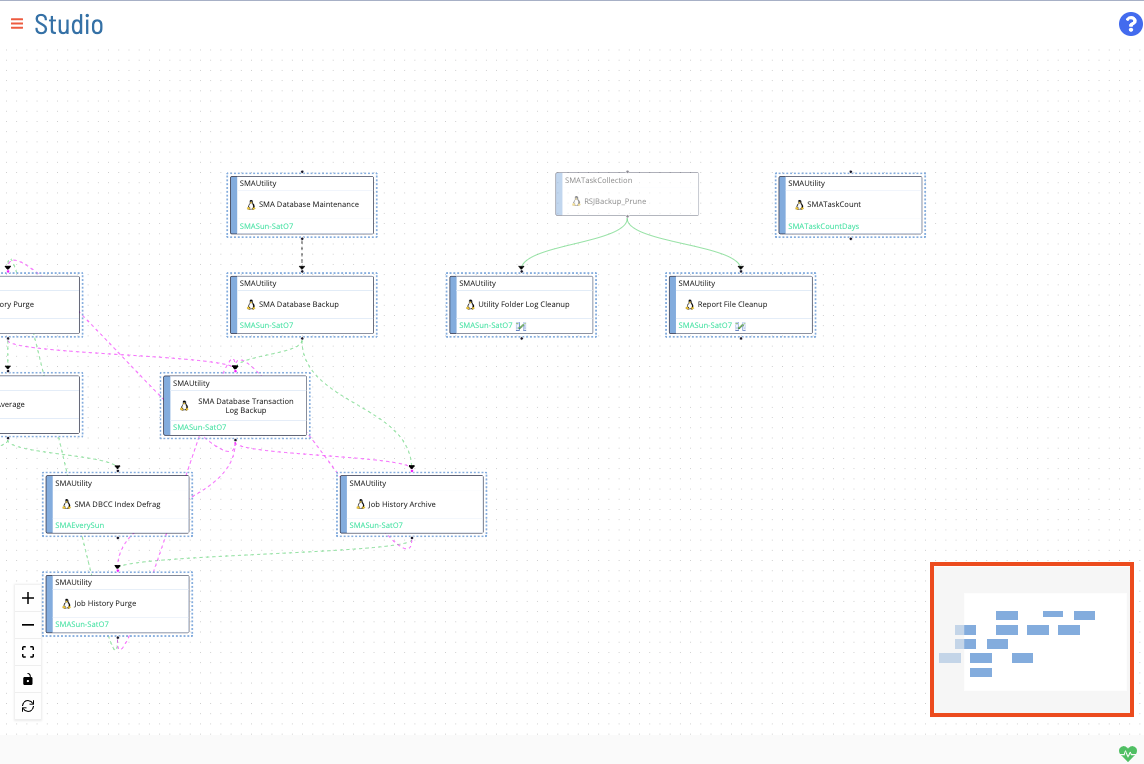 Studio
?
SMAUtility
SMA Database Maintenance
SMASun-SatO7
SMATaskCollection
RSJBackup_Prune
SMAUtility
SMATaskCount
SMATaskCountDays
ory Purge
SMAUtility
SMA Database Backup
SMASun-SatO7
SMAUtility
Utility Folder Log Cleanup
SMASun-SatO7
SMAUtility
Report File Cleanup
SMASun-SatO7
verage
SMAUtility
SMA Database Transaction
Log Backup
SMASun-SatO7
SMAUtility
SMA DBCC Index Defrag
SMAEverySun
SMAUtility
Job History Archive
SMASun-SatO7
SMAUtility
Job History Purge
SMASun-SatO7